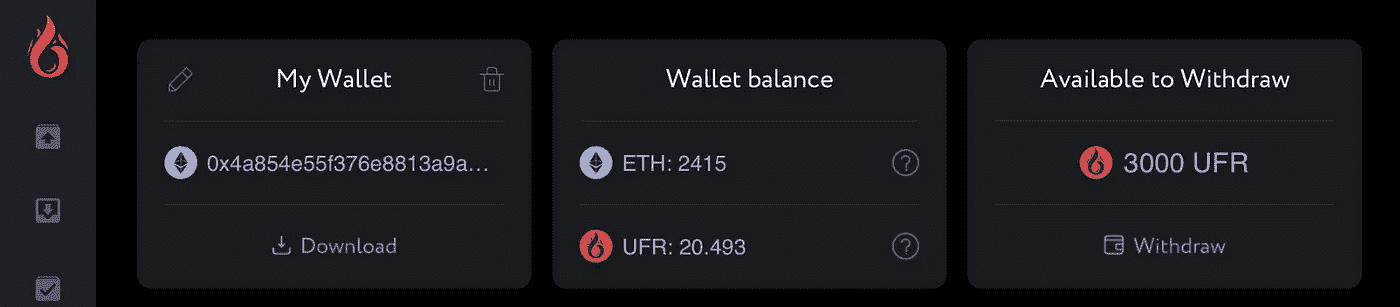 My Wallet
0x4a854e55f376e8813a9a...
Download
Wallet balance
ETH: 2415
UFR: 20.493
Available to Withdraw
3000 UFR
Withdraw